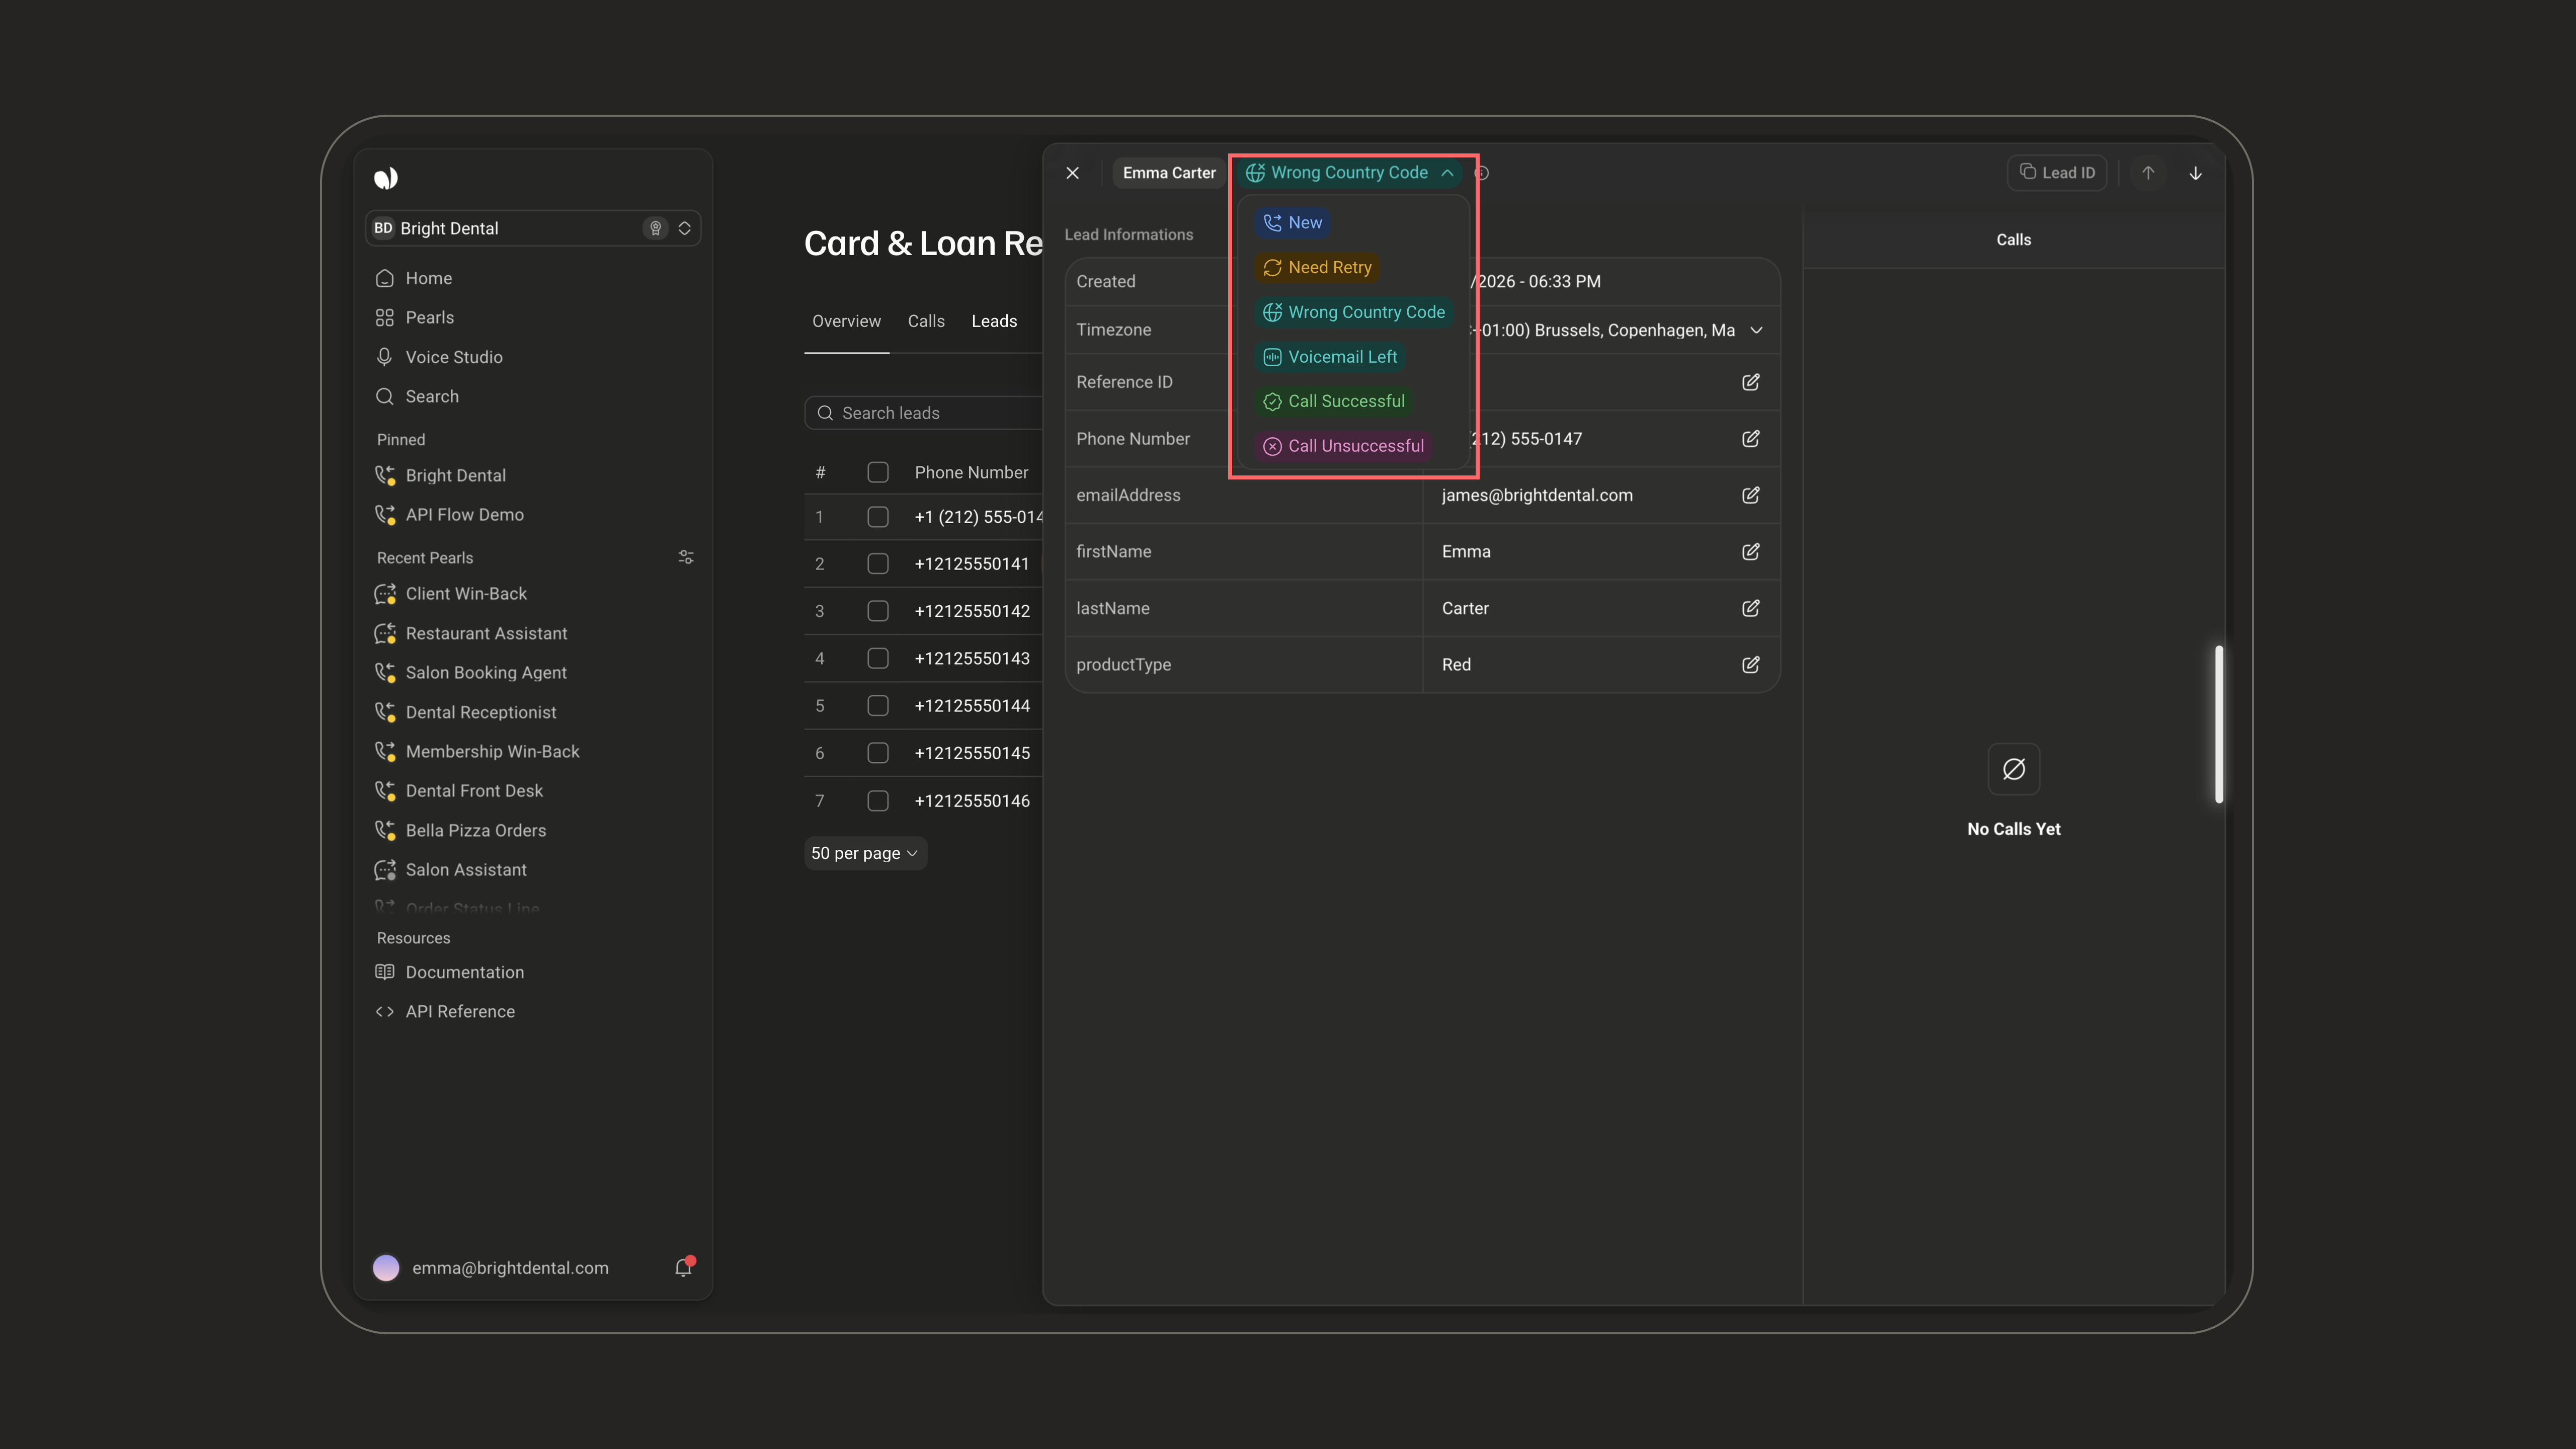 BD Bright Dental
Home
Pearls
Voice Studio
Search
Pinned
Bright Dental
API Flow Demo
Recent Pearls
Client Win-Back
Restaurant Assistant
Salon Booking Agent
Dental Receptionist
Membership Win-Back
Dental Front Desk
Bella Pizza Orders
Salon Assistant
Order Status Line
Resources
Documentation
API Reference
emma@brightdental.com
Card & Loan Re
Overview Calls Leads
Search leads
# Phone Number
1 +1 (212) 555-014
2 +12125550141
3 +12125550142
4 +12125550143
5 +12125550144
6 +12125550145
7 +12125550146
50 per page
Emma Carter
Wrong Country Code
Lead ID
New
Need Retry
Wrong Country Code
Voicemail Left
Call Successful
Call Unsuccessful
Lead Informations
Created /2026 - 06:33 PM
Timezone +01:00) Brussels, Copenhagen, Ma
Reference ID
Phone Number 212) 555-0147
emailAddress james@brightdental.com
firstName Emma
lastName Carter
productType Red
Calls
No Calls Yet